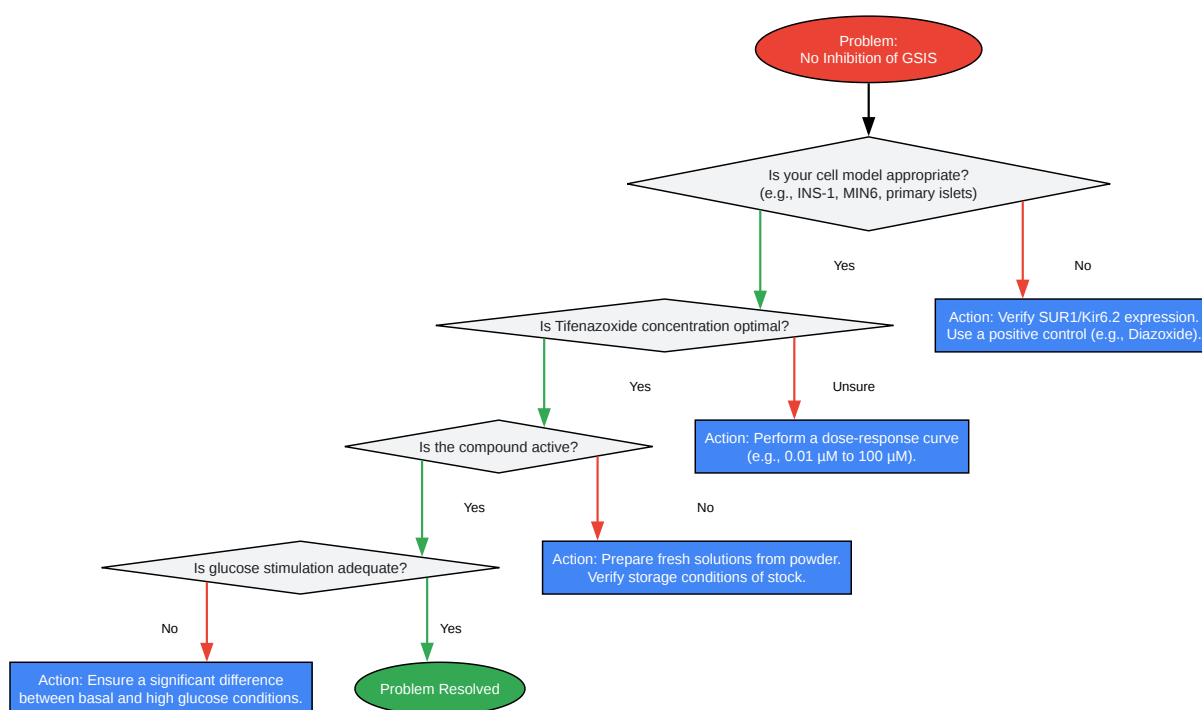 Problem:
No Inhibition of GSIS
Is your cell model appropriate?
(e.g., INS-1, MIN6, primary islets)
Yes
No
Is Tifenazoxide concentration optimal?
Action: Verify SUR1/Kir6.2 expression.
Use a positive control (e.g., Diazoxide).
Yes
Unsure
Is the compound active?
Action: Perform a dose-response curve
(e.g., 0.01 µM to 100 µM).
Yes
No
Is glucose stimulation adequate?
Action: Prepare fresh solutions from powder.
Verify storage conditions of stock.
No
Yes
Action: Ensure a significant difference
between basal and high glucose conditions.
Problem Resolved